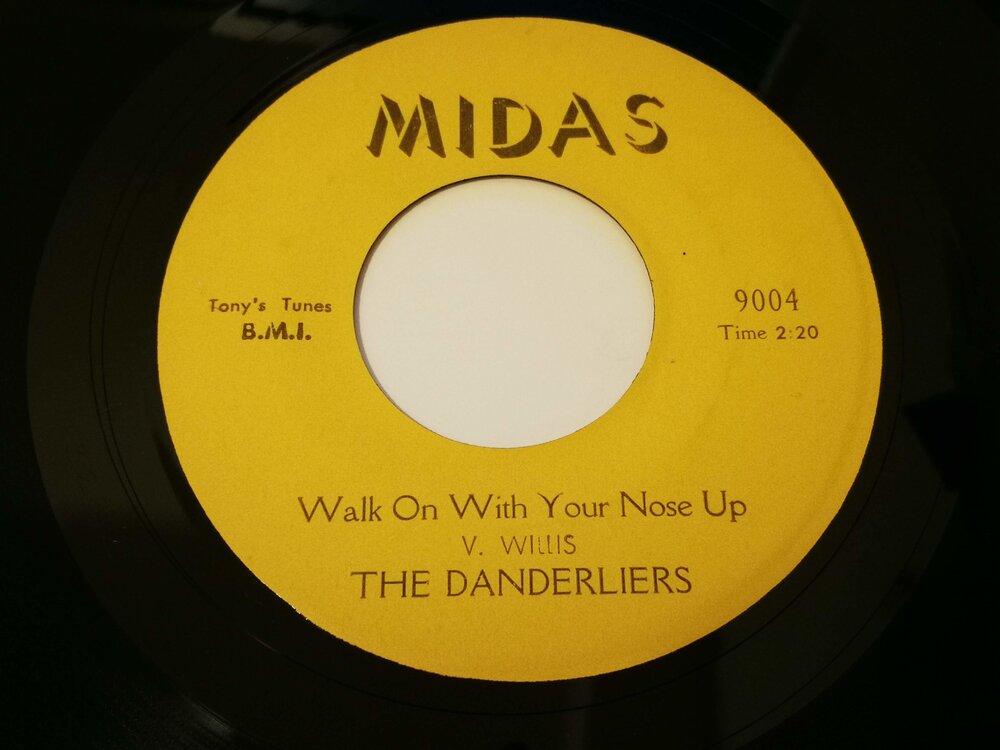 MIDAS
Tony's Tunes
B.M.I.
9004
Time 2:20
Walk On With Your Nose Up
V. WILLIS
THE DANDERLIERS